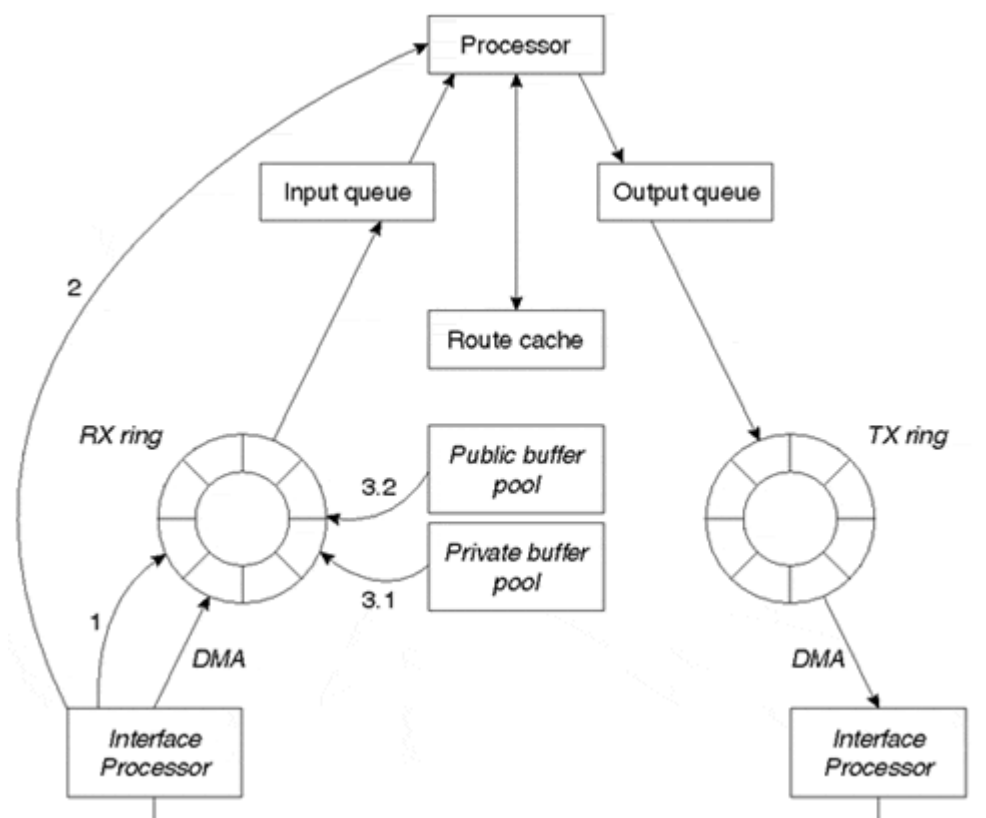 Processor
Input queue
Output queue
2
Route cache
RX ring
TX ring
Public buffer
pool
3.2
Private buffer
pool
3.1
1
DMA
DMA
Interface
Processor
Interface
Processor